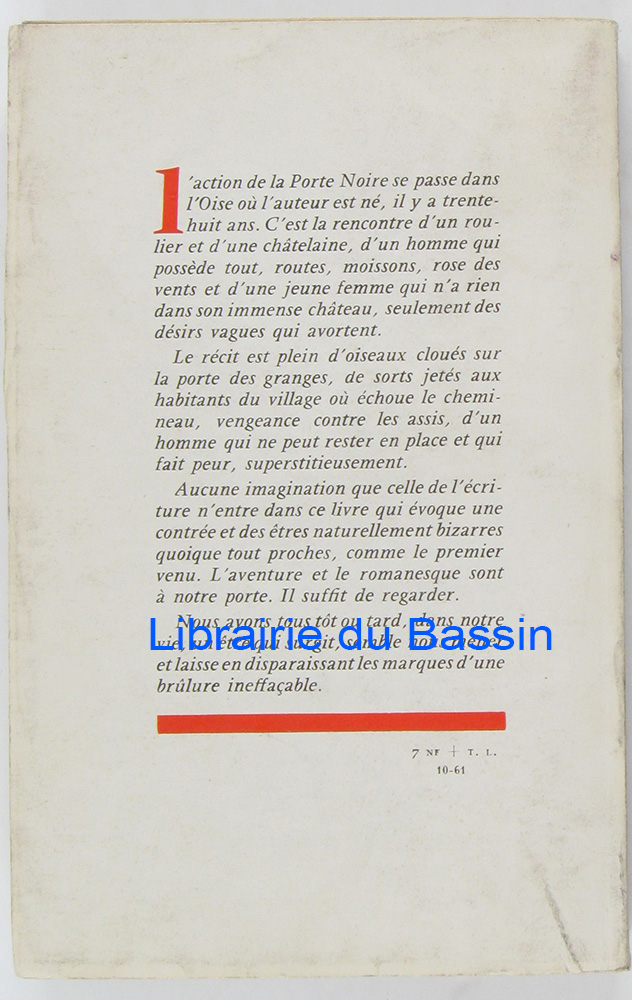 l'action de la Porte Noire se passe dans
l'Oise où l'auteur est né, il y a trente-
huit ans. C'est la rencontre d'un rou-
lier et d'une châtelaine, d'un homme qui
possède tout, routes, moissons, rose des
vents et d'une jeune femme qui n'a rien
dans son immense château, seulement des
désirs vagues qui avortent.
Le récit est plein d'oiseaux cloués sur
la porte des granges, de sorts jetés aux
habitants du village où échoue le chemi-
neau, vengeance contre les assis, d'un
homme qui ne peut rester en place et qui
fait peur, superstitieusement.
Aucune imagination que celle de l'écri-
ture n'entre dans ce livre qui évoque une
contrée et des êtres naturellement bizarres
quoique tout proches, comme le premier
venu. L'aventure et le romanesque sont
à notre porte. Il suffit de regarder.
Nous avons tous tôt ou tard, dans notre
Librairie du Bassin
vie, un être qui surgit, semble
et laisse en disparaissant les marques d'une
brûlure ineffaçable.
7 NF + T. L.
10-61